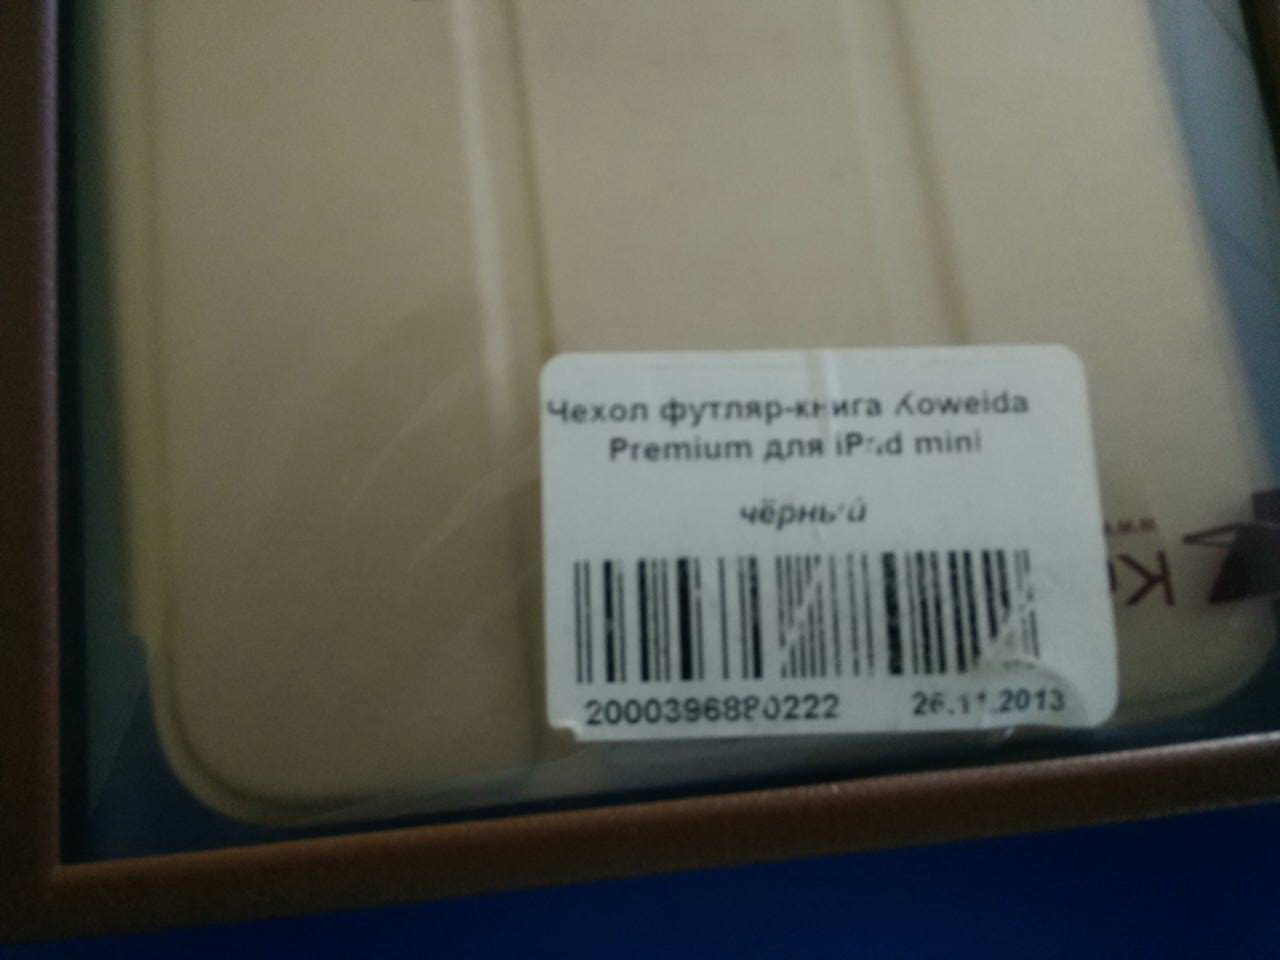 Чехол футляр-книга Koweida
Premium для iPad mini
чёрный
2000396880222 26.11.2013